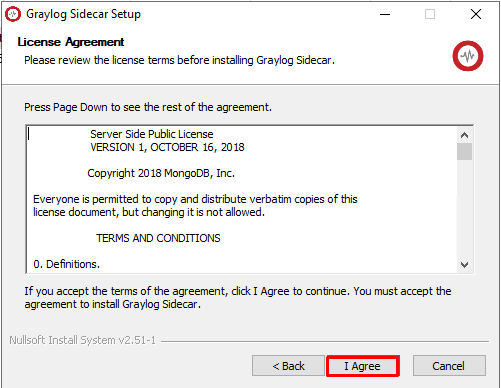 Graylog Sidecar Setup
License Agreement
Please review the license terms before installing Graylog Sidecar.
Press Page Down to see the rest of the agreement.
Server Side Public License
VERSION 1, OCTOBER 16, 2018
Copyright 2018 MongoDB, Inc.
Everyone is permitted to copy and distribute verbatim copies of this
license document, but changing it is not allowed.
TERMS AND CONDITIONS
0. Definitions.
If you accept the terms of the agreement, click I Agree to continue. You must accept the
agreement to install Graylog Sidecar.
Nullsoft Install System v2.51-1
< Back
I Agree
Cancel